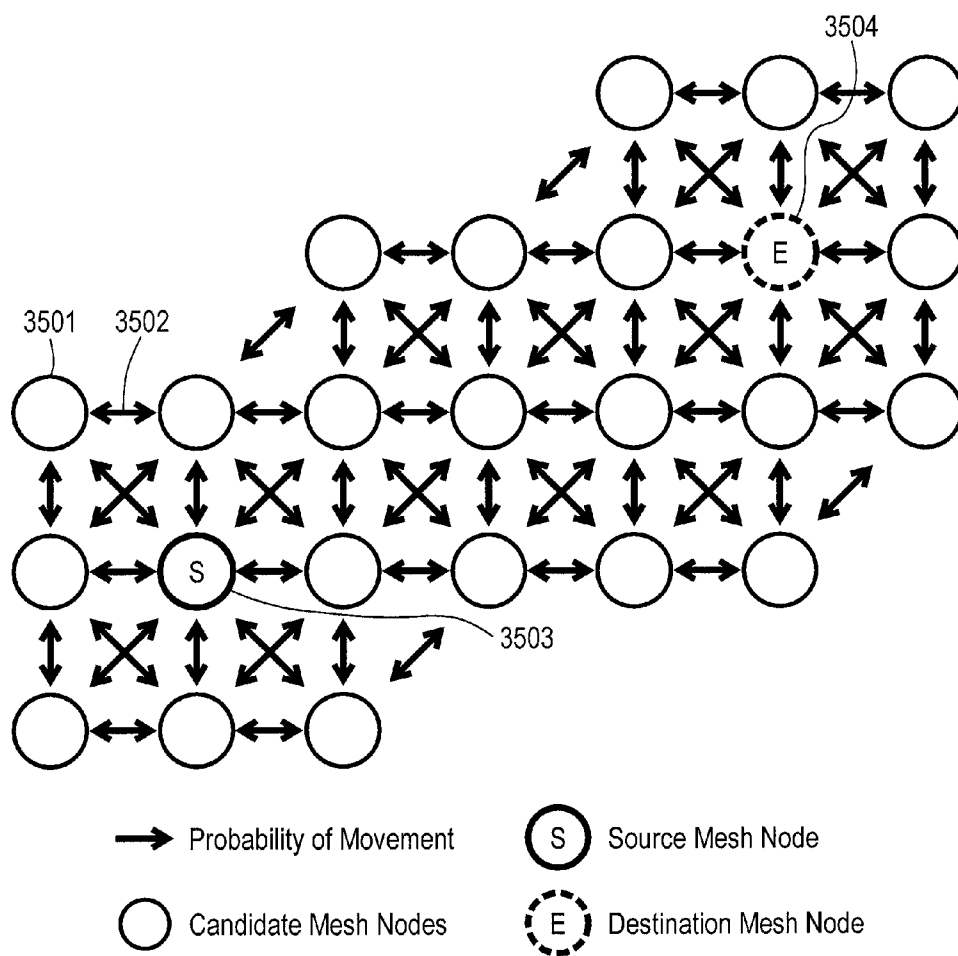 3504
E
3501 3502
S
3503
Probability of Movement S Source Mesh Node
Candidate Mesh Nodes E Destination Mesh Node